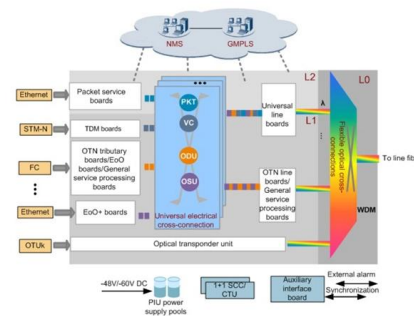 NMS
GMPLS
L2
L0
Ethernet
Packet service
boards
PKT
Universal
line
boards
STM-N
TDM boards
VC
L1
FC
OTN tributary
boards/EoO
boards/General
service processing
boards
ODU
OSU
OTN line
boards/
General
service
processing
boards
Flexible optical cross-
connections
To line fib
Ethernet
EoO+ boards
Universal electrical
cross-connection
WDM
OTUk
Optical transponder unit
-48V/-60V DC
PIU power
supply pools
1+1 SCC/
CTU
Auxiliary
interface
board
External alarm
Synchronization